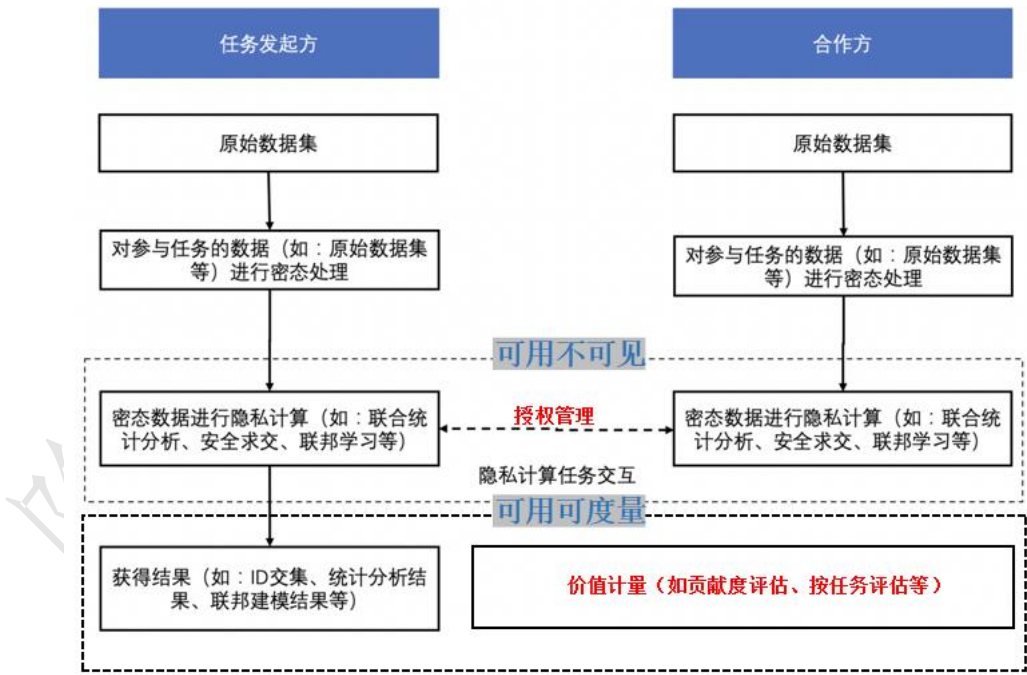 任务发起方
合作方
原始数据集
原始数据集
对参与任务的数据（如：原始数据集
等）进行密态处理
对参与任务的数据（如：原始数据集
等）进行密态处理
可用不可见
密态数据进行隐私计算（如：联合统
计分析、安全求交、联邦学习等）
授权管理
密态数据进行隐私计算（如：联合统
计分析、安全求交、联邦学习等）
隐私计算任务交互
可用可度量
获得结果（如：ID交集、统计分析结
果、联邦建模结果等）
价值计量（如贡献度评估、按任务评估等）